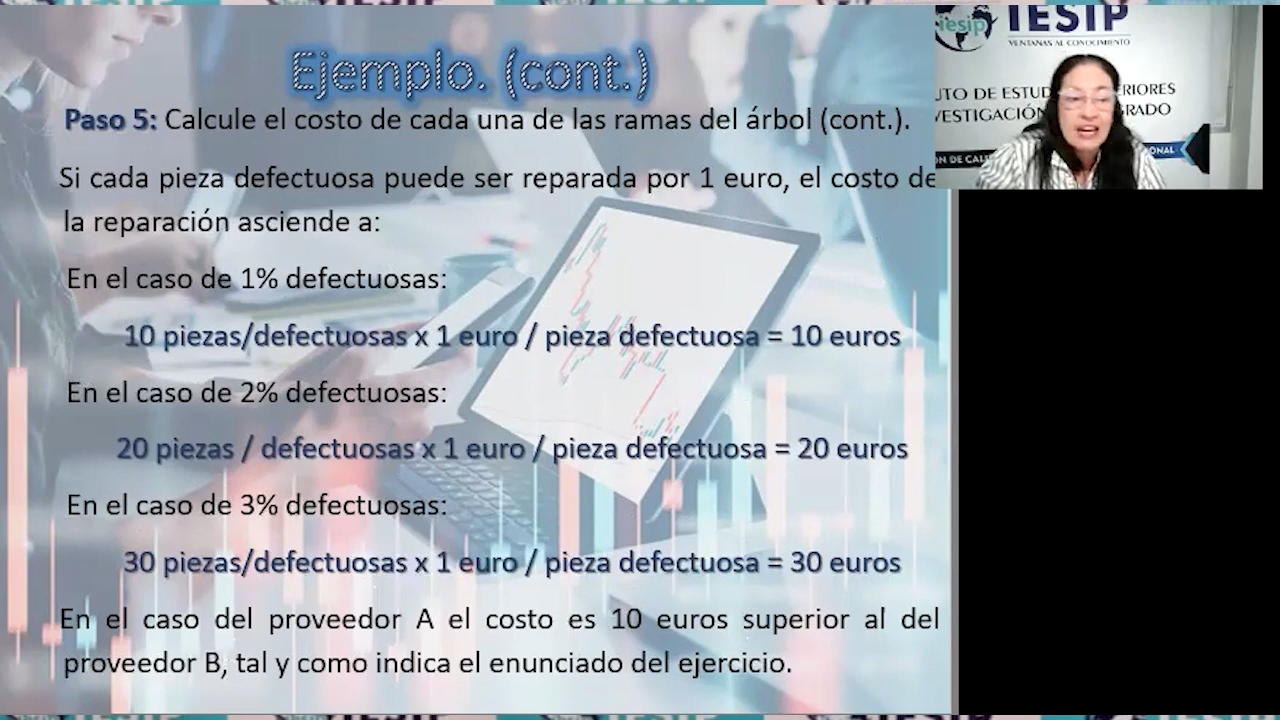 Ejemplo. (cont.)
Paso 5: Calcule el costo de cada una de las ramas del árbol (cont.).
Si cada pieza defectuosa puede ser reparada por 1 euro, el costo de
la reparación asciende a:
En el caso de 1% defectuosas:
10 piezas/defectuosas x 1 euro / pieza defectuosa = 10 euros
En el caso de 2% defectuosas:
20 piezas / defectuosas x 1 euro / pieza defectuosa = 20 euros
En el caso de 3% defectuosas:
30 piezas/defectuosas x 1 euro / pieza defectuosa = 30 euros
En el caso del proveedor A el costo es 10 euros superior al del
proveedor B, tal y como indica el enunciado del ejercicio.
iesip IESIP
VENTANAS AL CONOCIMIENTO